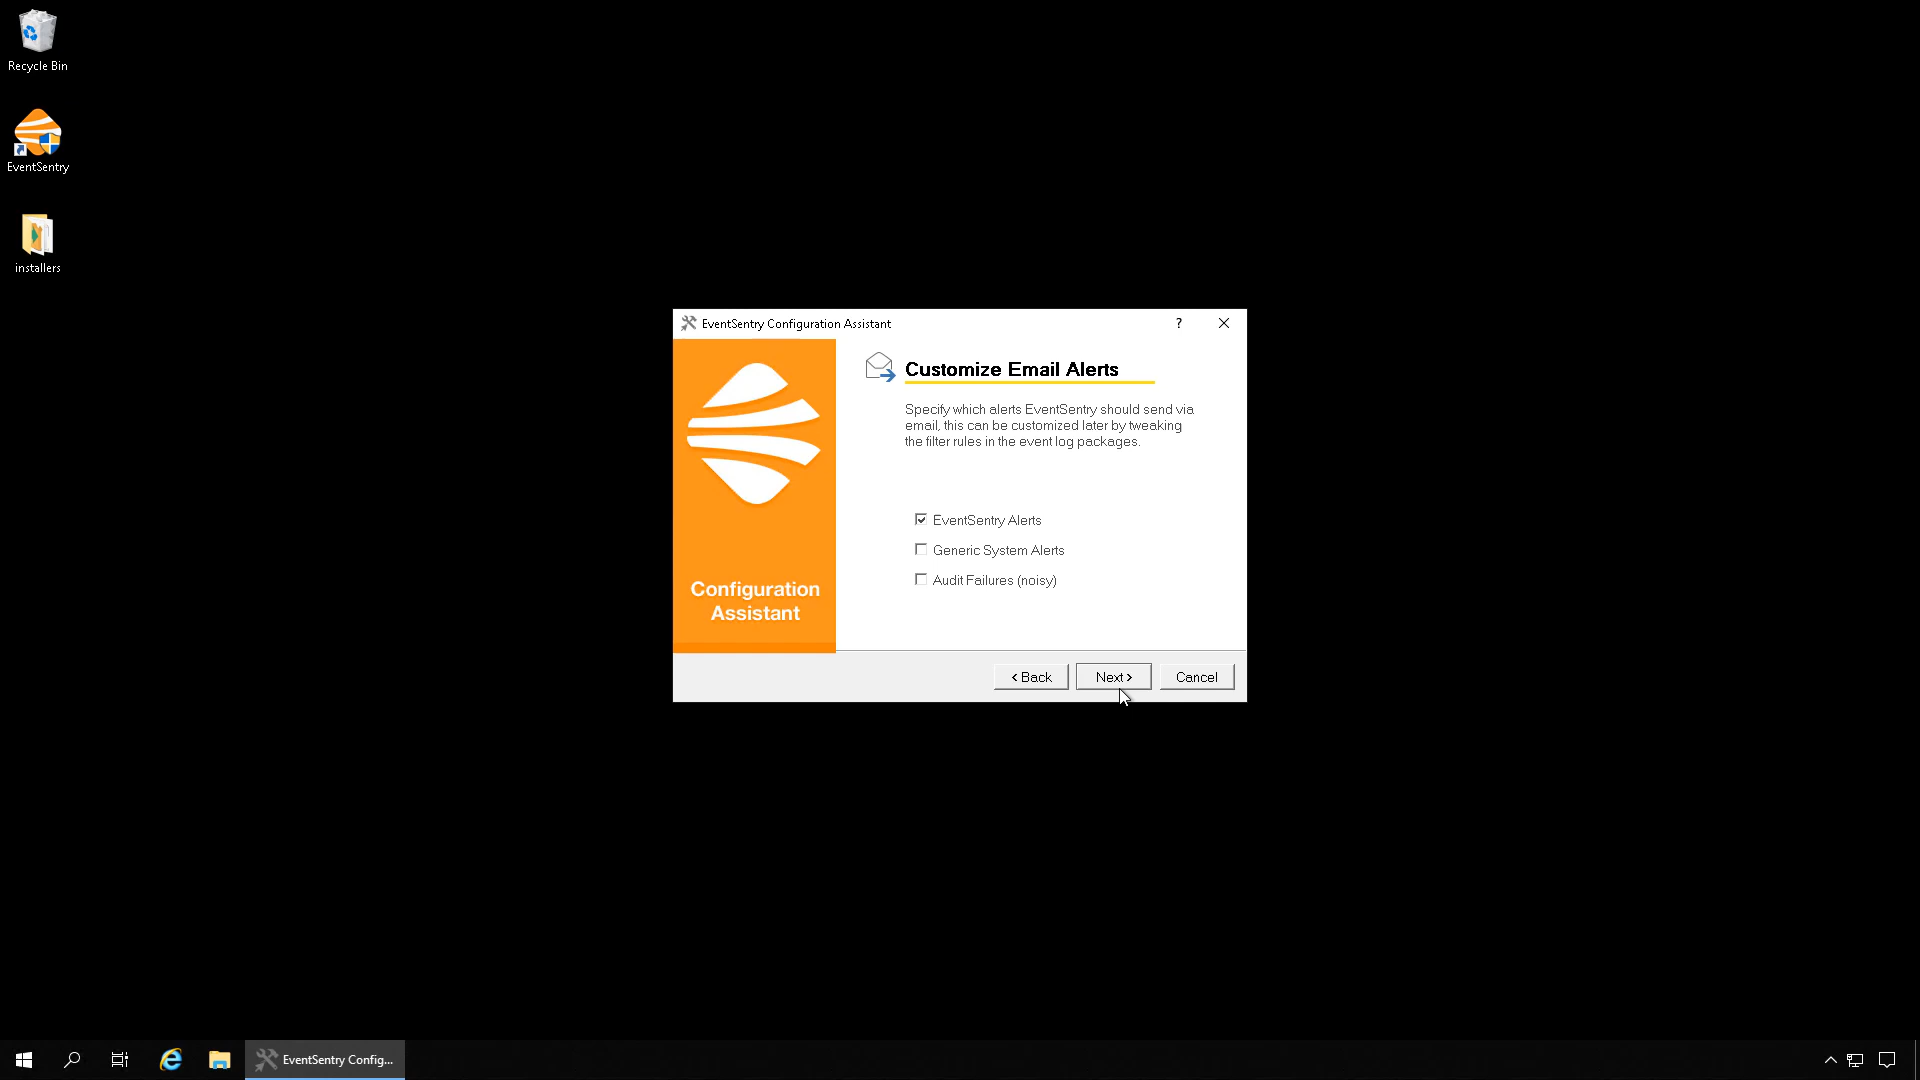 Recycle Bin
EventSentry
installers
EventSentry Configuration Assistant
?
Customize Email Alerts
Specify which alerts EventSentry should send via
email, this can be customized later by tweaking
the filter rules in the event log packages.
EventSentry Alerts
Generic System Alerts
Audit Failures (noisy)
Configuration
Assistant
< Back
Next >
Cancel
EventSentry Config...